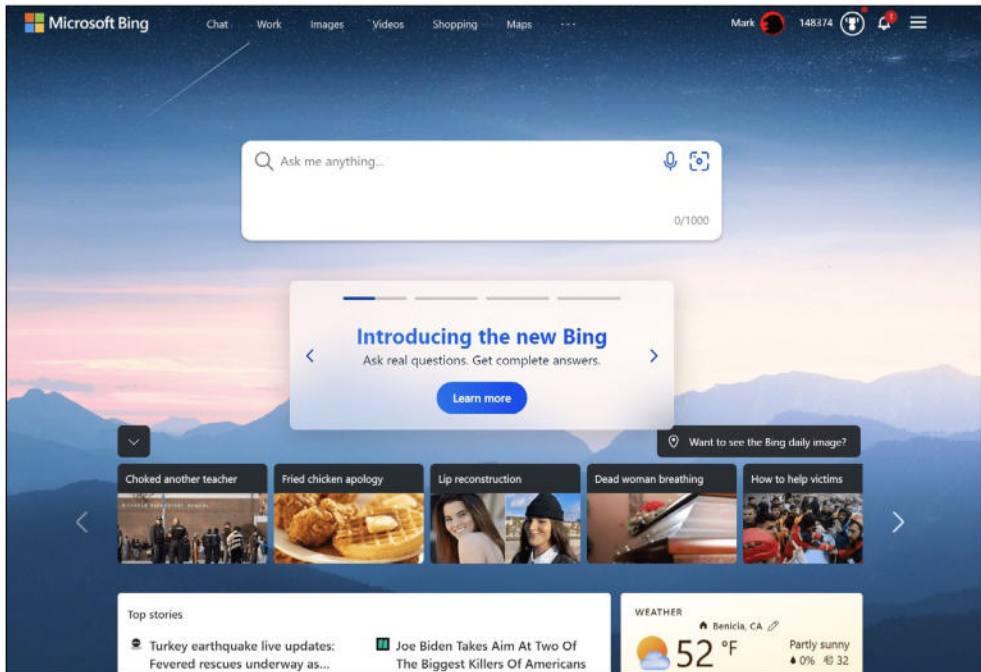 Microsoft Bing
Chat Work Images Videos Shopping Maps ...
Mark 148374 1
Ask me anything...
0/1000
Introducing the new Bing
Ask real questions. Get complete answers.
Learn more
Want to see the Bing daily image?
Choked another teacher
Fried chicken apology
Lip reconstruction
Dead woman breathing
How to help victims
Top stories
Turkey earthquake live updates:
Fevered rescues underway as...
Joe Biden Takes Aim At Two Of
The Biggest Killers Of Americans
WEATHER
Benicia, CA
52 °F
Partly sunny
0% 32